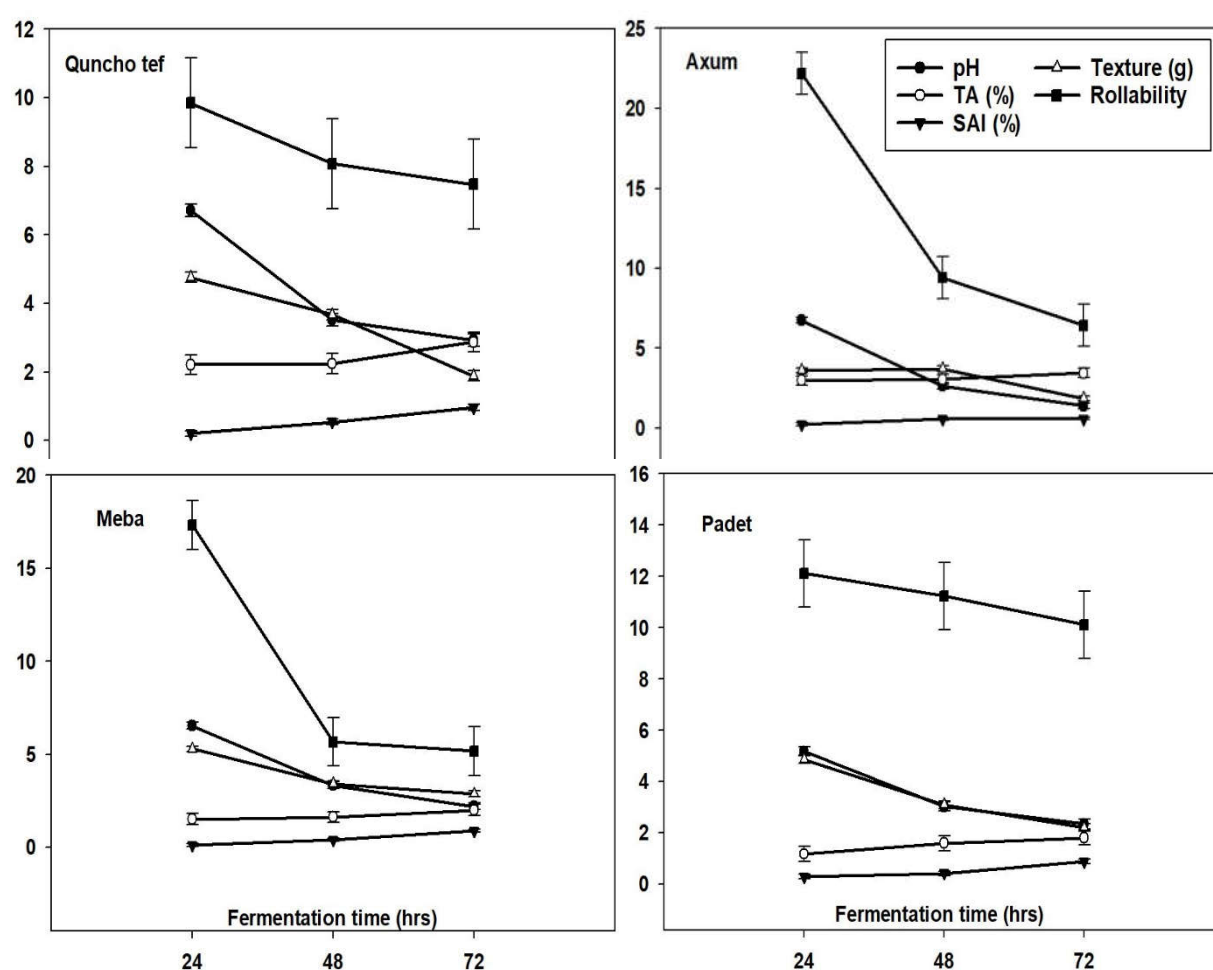 Quncho tef
12
10
8
6
4
2
0
Axum
25
20
15
10
5
0
pH
TA (%)
SAI (%)
Texture (g)
Rollability
Meba
20
15
10
5
0
Fermentation time (hrs)
24 48 72
Padet
16
14
12
10
8
6
4
2
0
Fermentation time (hrs)
24 48 72